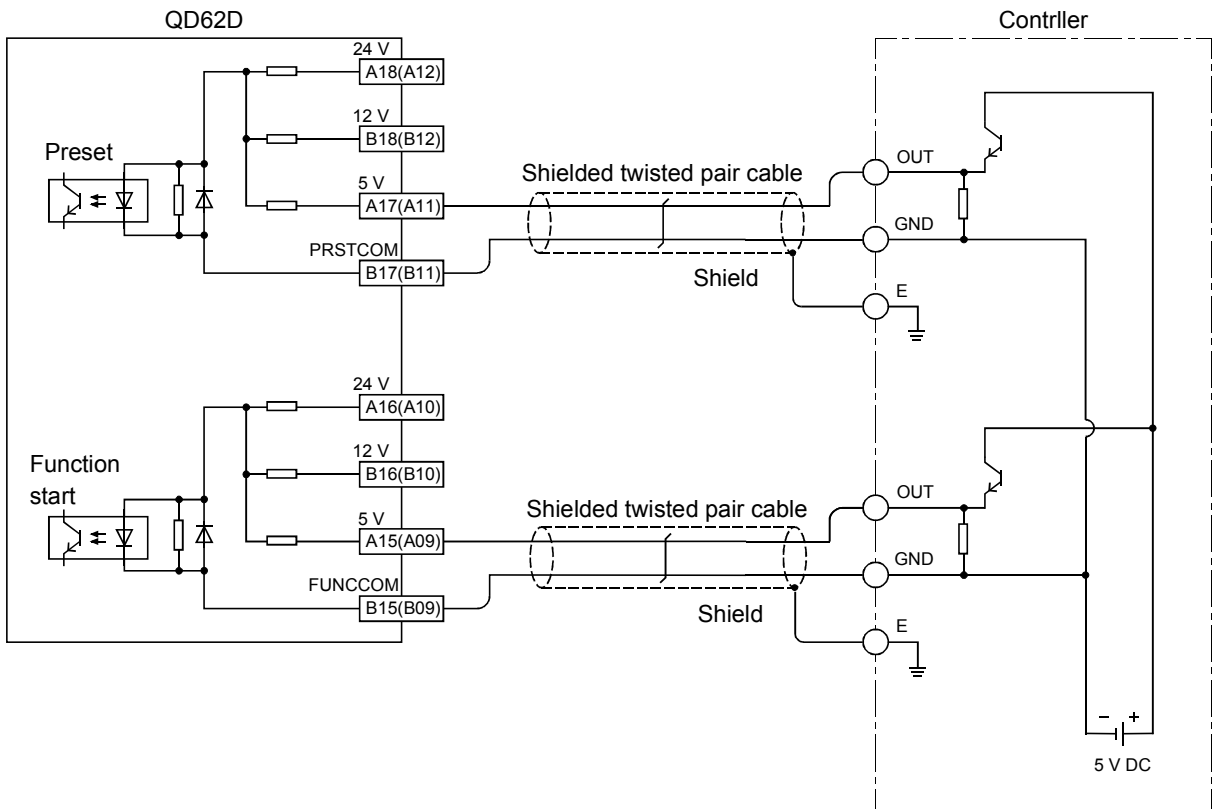 QD62D
Contrller
24 V
A18(A12)
12 V
B18(B12)
Preset
5 V
A17(A11)
PRSTCOM
B17(B11)
Shielded twisted pair cable
Shield
OUT
GND
E
24 V
A16(A10)
12 V
B16(B10)
Function
start
5 V
A15(A09)
FUNCCOM
B15(B09)
Shielded twisted pair cable
Shield
OUT
GND
E
− +
5 V DC